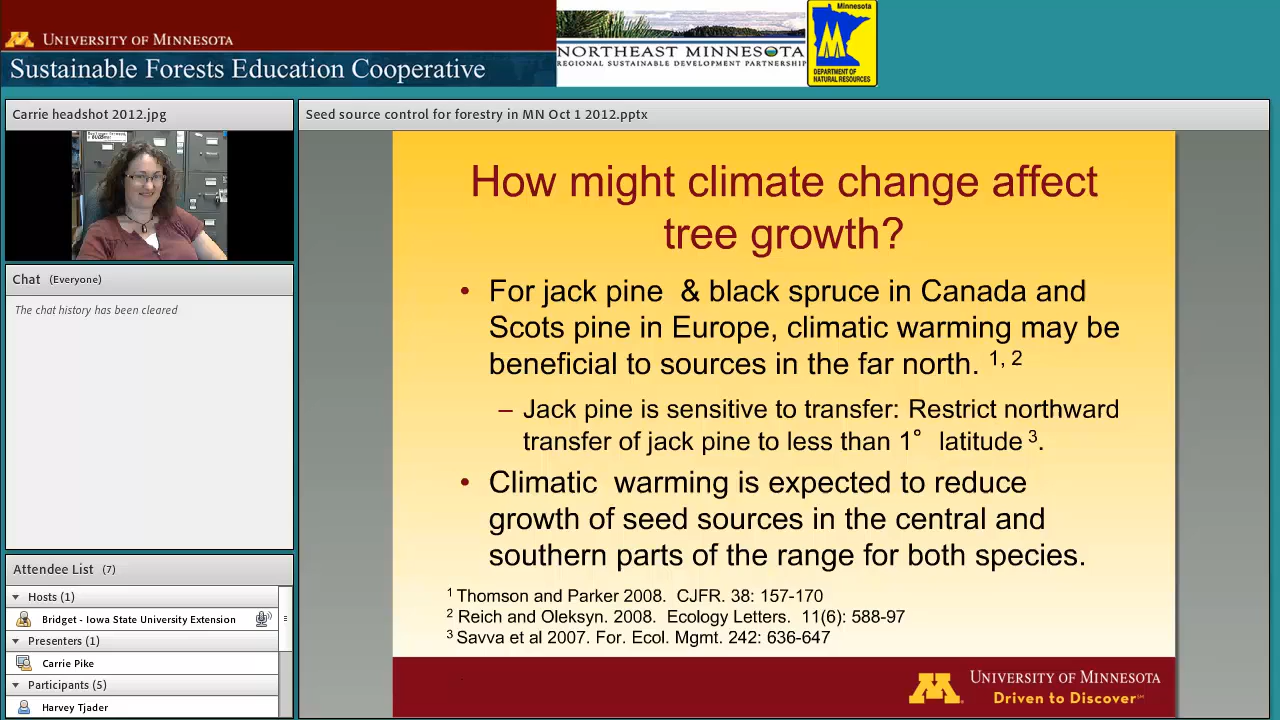 UNIVERSITY OF MINNESOTA
Sustainable Forests Education Cooperative
NORTHEAST MINNESOTA
REGIONAL SUSTAINABLE DEVELOPMENT PARTNERSHIP
Minnesota
DEPARTMENT OF
NATURAL RESOURCES
Carrie headshot 2012.jpg
Chat (Everyone)
The chat history has been cleared
Attendee List (7)
Hosts (1)
Bridget - Iowa State University Extension
Presenters (1)
Carrie Pike
Participants (5)
Harvey Tjader
Seed source control for forestry in MN Oct 1 2012.pptx
How might climate change affect
tree growth?
• For jack pine & black spruce in Canada and
Scots pine in Europe, climatic warming may be
beneficial to sources in the far north. 1, 2
– Jack pine is sensitive to transfer: Restrict northward
transfer of jack pine to less than 1° latitude 3.
• Climatic warming is expected to reduce
growth of seed sources in the central and
southern parts of the range for both species.
1 Thomson and Parker 2008. CJFR. 38: 157-170
2 Reich and Oleksyn. 2008. Ecology Letters. 11(6): 588-97
3 Savva et al 2007. For. Ecol. Mgmt. 242: 636-647
UNIVERSITY OF MINNESOTA
Driven to Discover℠